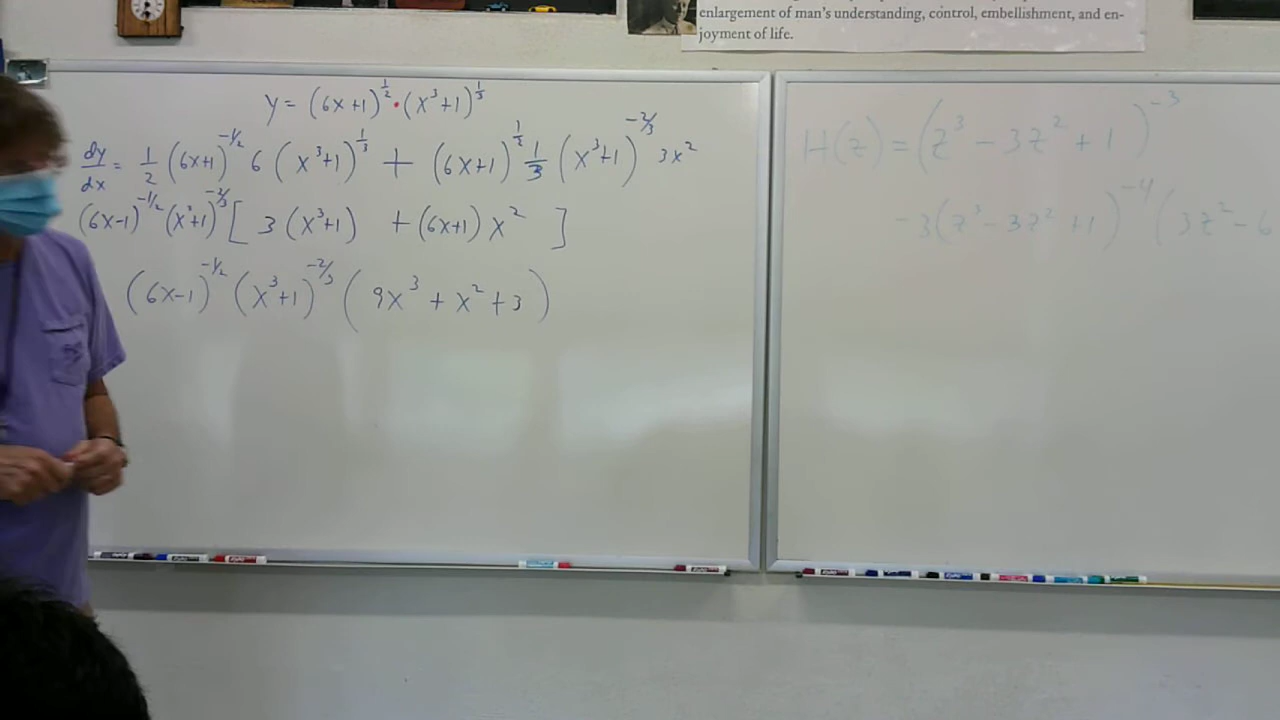 enlargement of man's understanding, control, embellishment, and en-
joyment of life.
y = (6x+1)^{1/2} • (x^3+1)^{1/3}
dy/dx = 1/2 (6x+1)^{-1/2} 6 (x^3+1)^{1/3} + (6x+1)^{1/2} 1/3 (x^3+1)^{-2/3} 3x^2
(6x-1)^{-1/2} (x^3+1)^{-2/3} [ 3 (x^3+1) + (6x+1) x^2 ]
(6x-1)^{-1/2} (x^3+1)^{-2/3} ( 9x^3 + x^2 + 3 )
H(z) = (z^3 - 3z^2 + 1)^{-3}
-3(z^3 - 3z^2 + 1)^{-4} (3z^2 - 6